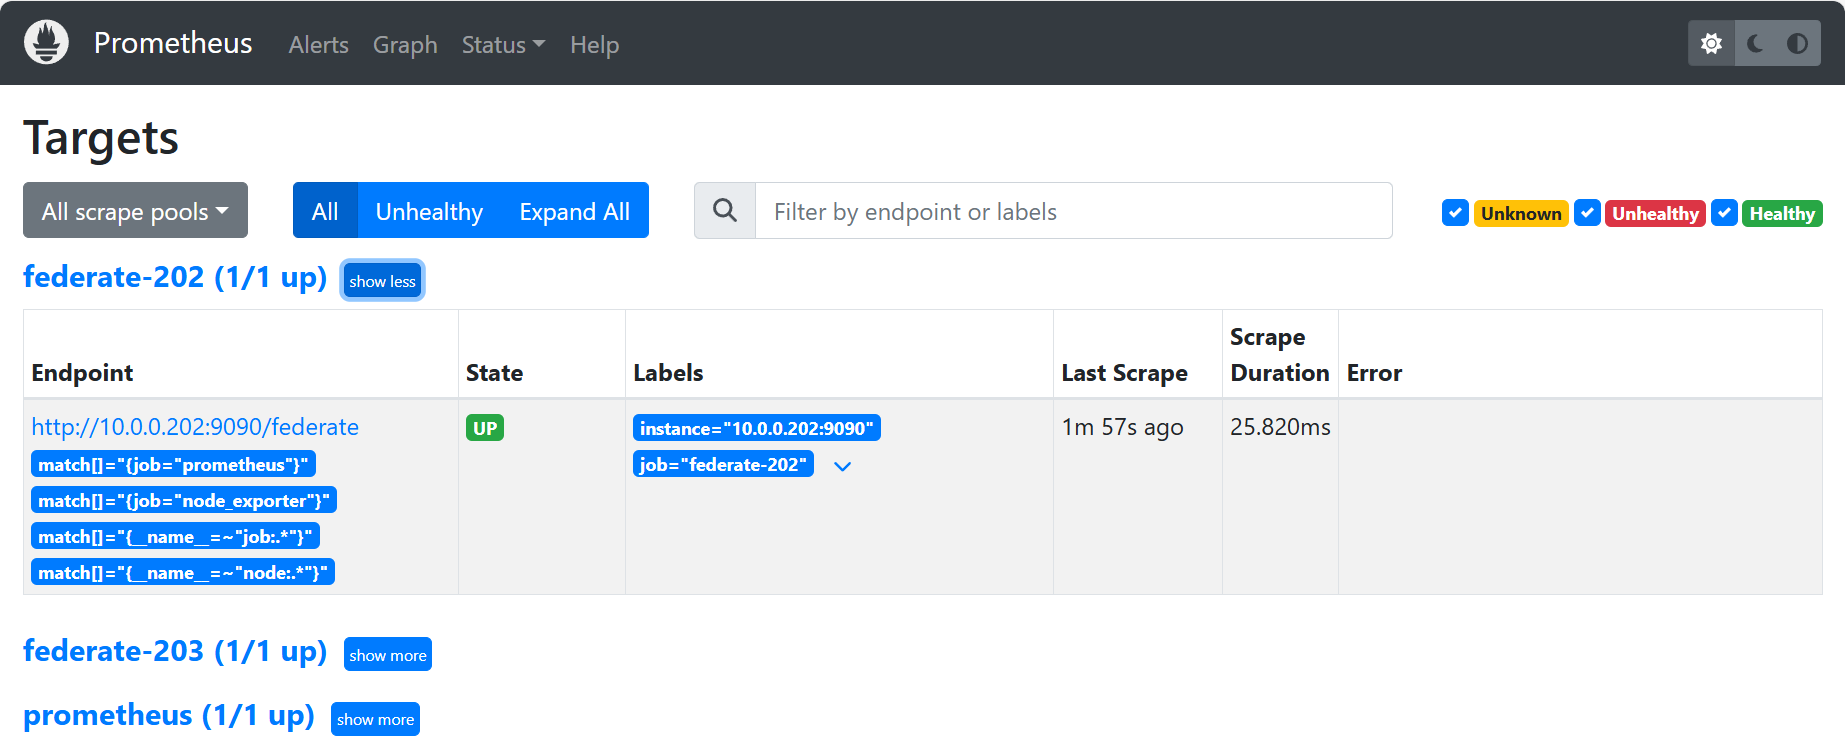 Prometheus Alerts Graph Status Help
Targets
All scrape pools All Unhealthy Expand All Filter by endpoint or labels Unknown Unhealthy Healthy
federate-202 (1/1 up) show less
Endpoint State Labels Last Scrape Scrape Duration Error
http://10.0.0.202:9090/federate UP instance="10.0.0.202:9090" 1m 57s ago 25.820ms
match[]="{job="prometheus"}" job="federate-202"
match[]="{job="node_exporter"}"
match[]="{__name__=~"job:.*"}"
match[]="{__name__=~"node:.*"}"
federate-203 (1/1 up) show more
prometheus (1/1 up) show more